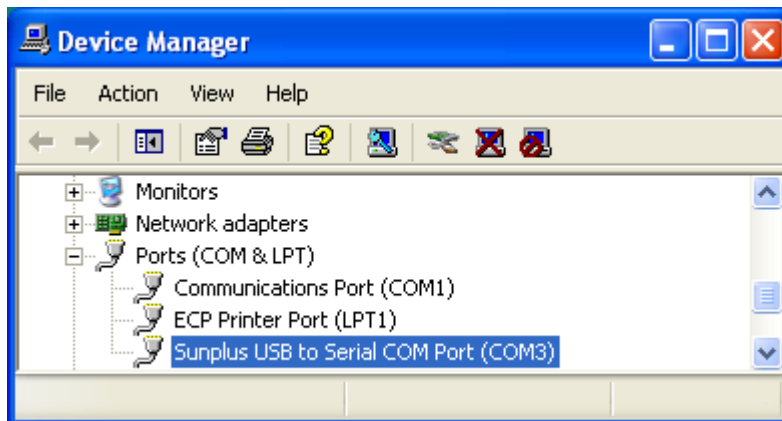 Device Manager
File Action View Help
Monitors
Network adapters
Ports (COM & LPT)
Communications Port (COM1)
ECP Printer Port (LPT1)
Sunplus USB to Serial COM Port (COM3)